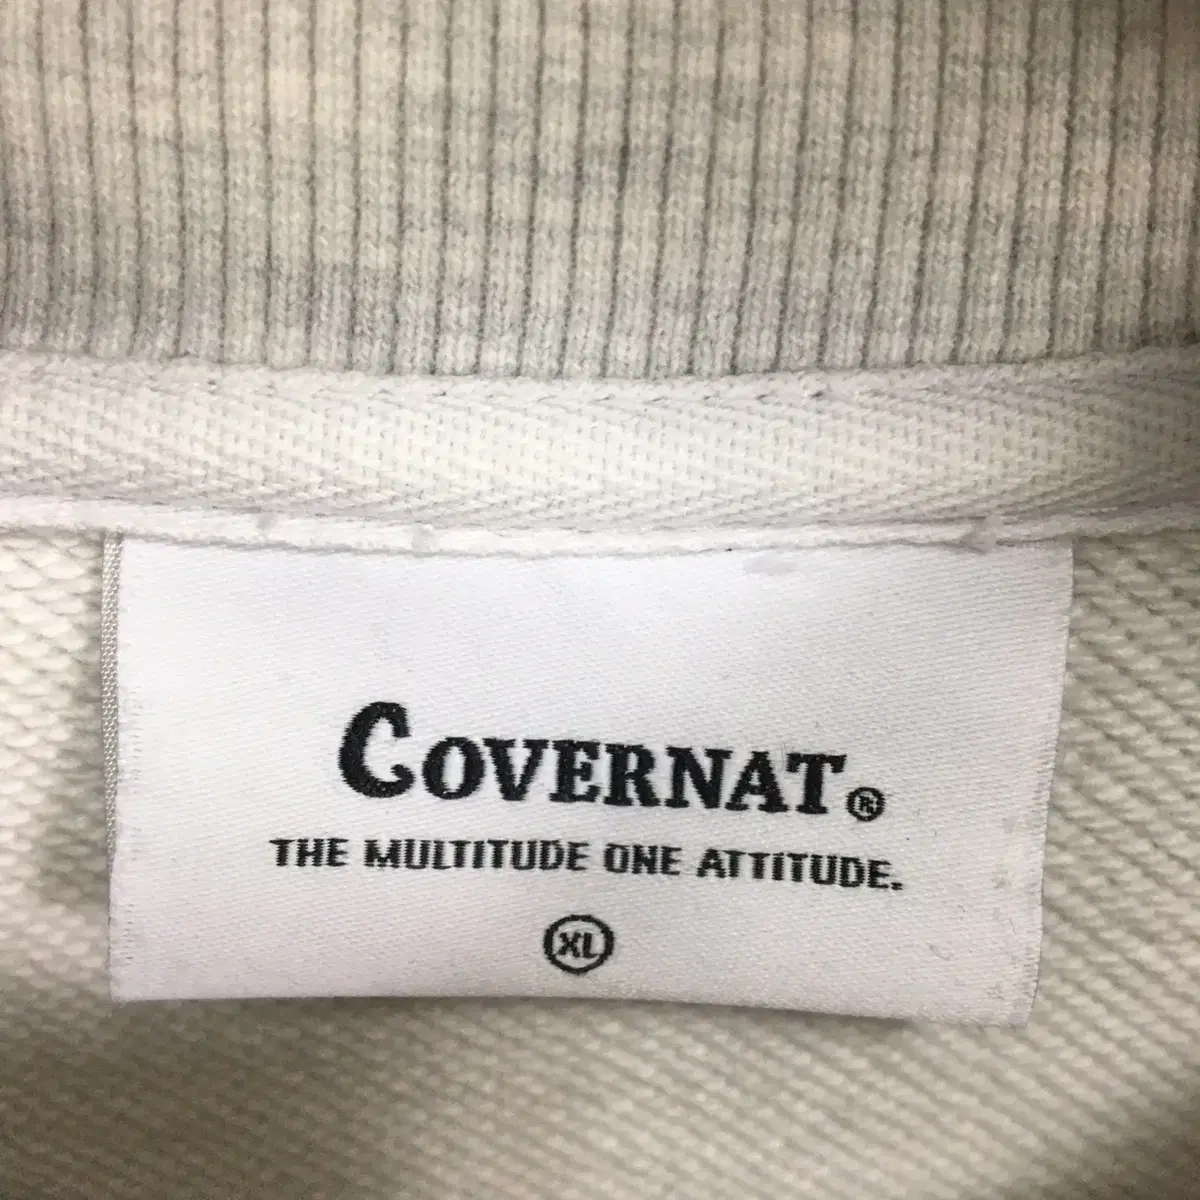 COVERNAT®
THE MULTITUDE ONE ATTITUDE.
XL